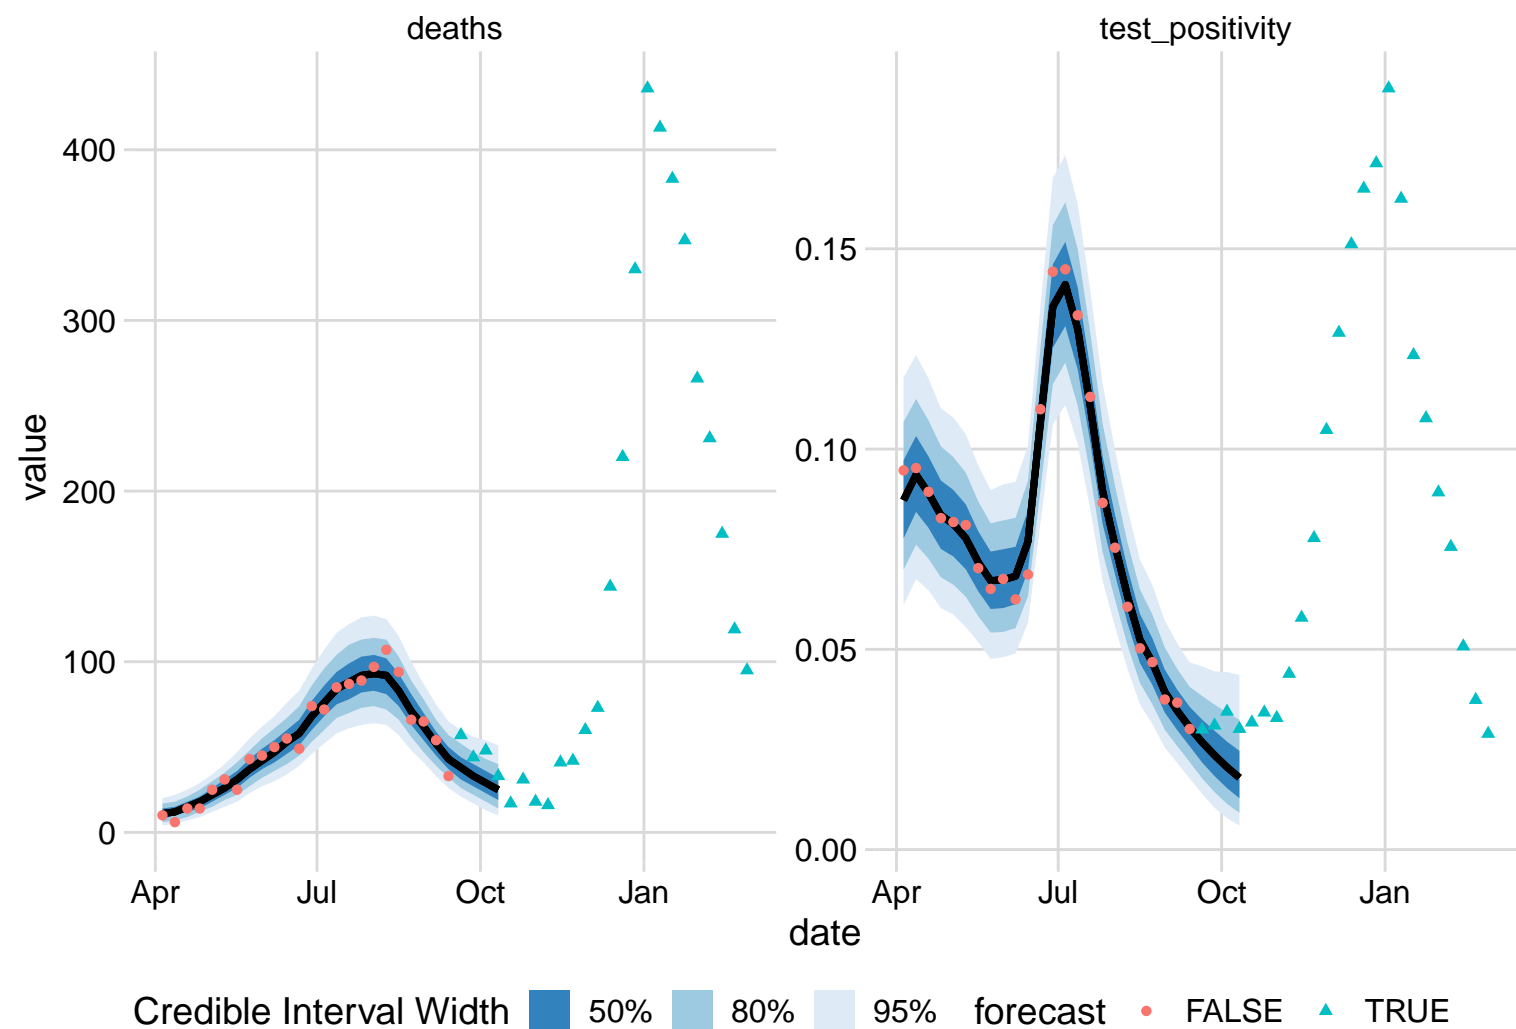 deaths
test_positivity
value
400
300
200
100
0
0.15
0.10
0.05
0.00
Apr Jul Oct Jan
Apr Jul Oct Jan
date
Credible Interval Width 50% 80% 95% forecast FALSE TRUE